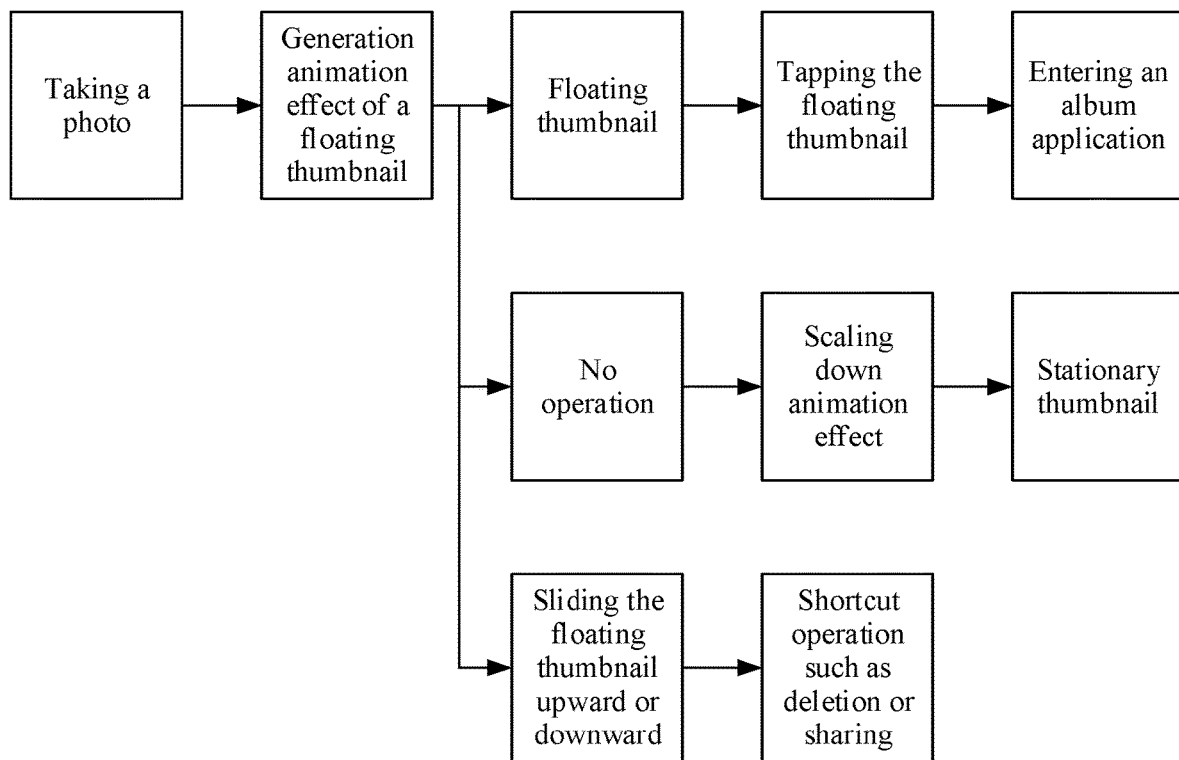 Taking a
photo
Generation
animation
effect of a
floating
thumbnail
Floating
thumbnail
Tapping the
floating
thumbnail
Entering an
album
application
No
operation
Scaling
down
animation
effect
Stationary
thumbnail
Sliding the
floating
thumbnail
upward or
downward
Shortcut
operation
such as
deletion or
sharing